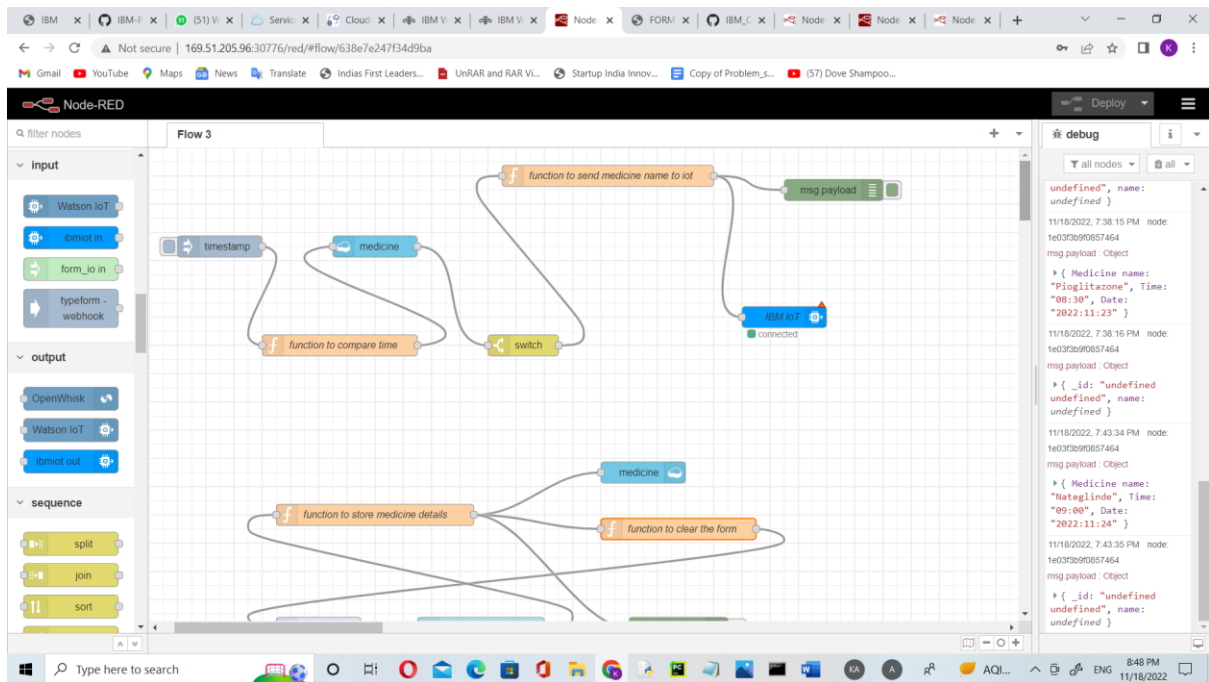 IBM
IBM-P
(51) W
Service
Cloud
IBM W
IBM W
Node
FORM
IBM_C
Node
Node
Node
Not secure | 169.51.205.96:30776/red/#flow/638e7e247f34d9ba
K
Gmail YouTube Maps News Translate Indias First Leaders... UnRAR and RAR Vi... Startup India Innov... Copy of Problem_s... (57) Dove Shampoo...
Node-RED
Deploy
filter nodes
input
Watson IoT
ibmiot in
form_io in
typeform -
webhook
output
OpenWhisk
Watson IoT
ibmiot out
sequence
split
join
sort
Flow 3
function to send medicine name to iot
msg.payload
timestamp
medicine
IBM IoT
connected
function to compare time
switch
medicine
function to store medicine details
function to clear the form
debug
i
all nodes
all
undefined", name:
undefined }
11/18/2022, 7:38:15 PM node:
1e03f3b9f0857464
msg.payload : Object
{ Medicine name:
"Pioglitazone", Time:
"08:30", Date:
"2022:11:23" }
11/18/2022, 7:38:16 PM node:
1e03f3b9f0857464
msg.payload : Object
{ _id: "undefined
undefined", name:
undefined }
11/18/2022, 7:43:34 PM node:
1e03f3b9f0857464
msg.payload : Object
{ Medicine name:
"Nateglinde", Time:
"09:00", Date:
"2022:11:24" }
11/18/2022, 7:43:35 PM node:
1e03f3b9f0857464
msg.payload : Object
{ _id: "undefined
undefined", name:
undefined }
Type here to search
KA
A
AQI...
ENG
8:48 PM
11/18/2022